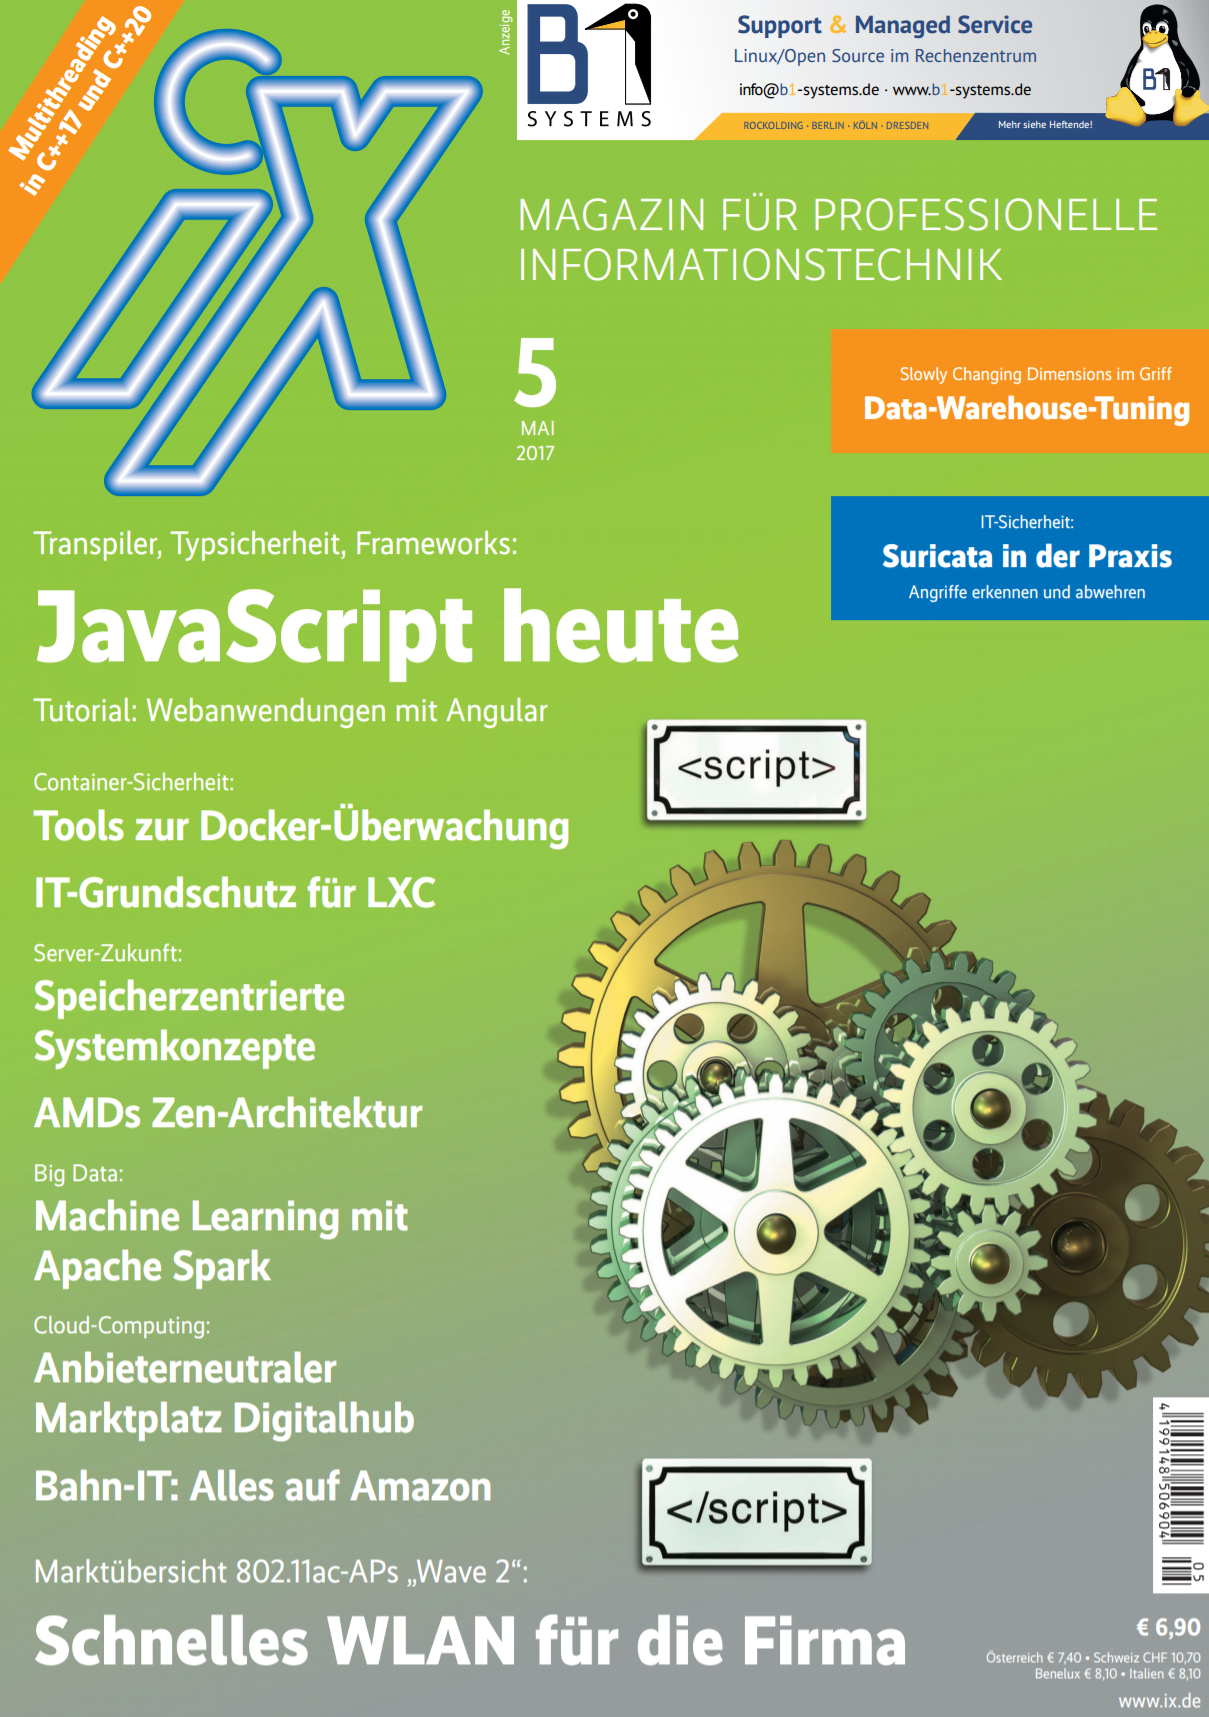 Multithreading
in C++17 und C++20
iX
Anzeige
B1
SYSTEMS
Support & Managed Service
Linux/Open Source im Rechenzentrum
info@b1-systems.de · www.b1-systems.de
ROCKOLDING · BERLIN · KÖLN · DRESDEN
Mehr siehe Heftende!
B1
MAGAZIN FÜR PROFESSIONELLE
INFORMATIONSTECHNIK
5
MAI
2017
Slowly Changing Dimensions im Griff
Data-Warehouse-Tuning
IT-Sicherheit:
Suricata in der Praxis
Angriffe erkennen und abwehren
Transpiler, Typsicherheit, Frameworks:
JavaScript heute
Tutorial: Webanwendungen mit Angular
<script>
Container-Sicherheit:
Tools zur Docker-Überwachung
IT-Grundschutz für LXC
Server-Zukunft:
Speicherzentrierte
Systemkonzepte
AMDs Zen-Architektur
Big Data:
Machine Learning mit
Apache Spark
Cloud-Computing:
Anbieterneutraler
Marktplatz Digitalhub
Bahn-IT: Alles auf Amazon
</script>
Marktübersicht 802.11ac-APs „Wave 2“:
Schnelles WLAN für die Firma
4 199148 506904
05
€ 6,90
Österreich € 7,40 • Schweiz CHF 10,70
Benelux € 8,10 • Italien € 8,10
www.ix.de